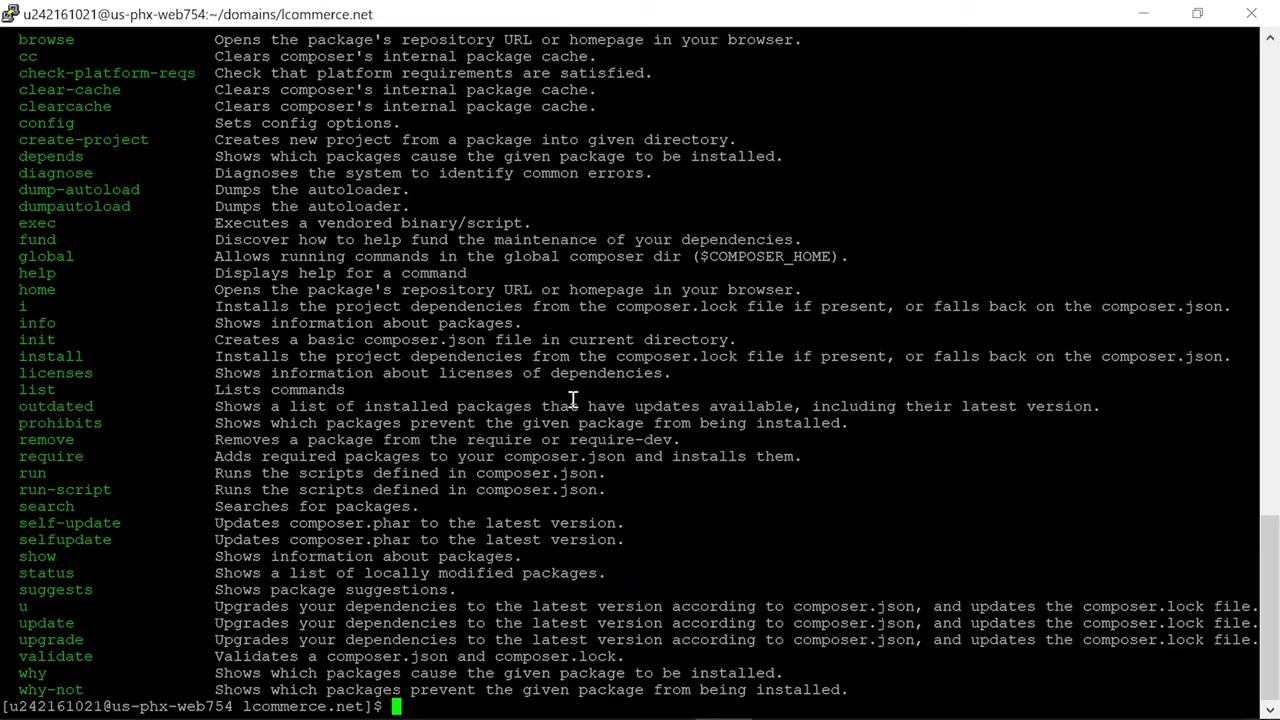 u242161021@us-phx-web754:~/domains/lcommerce.net
browse Opens the package's repository URL or homepage in your browser.
cc Clears composer's internal package cache.
check-platform-reqs Check that platform requirements are satisfied.
clear-cache Clears composer's internal package cache.
clearcache Clears composer's internal package cache.
config Sets config options.
create-project Creates new project from a package into given directory.
depends Shows which packages cause the given package to be installed.
diagnose Diagnoses the system to identify common errors.
dump-autoload Dumps the autoloader.
dumpautoload Dumps the autoloader.
exec Executes a vendored binary/script.
fund Discover how to help fund the maintenance of your dependencies.
global Allows running commands in the global composer dir ($COMPOSER_HOME).
help Displays help for a command
home Opens the package's repository URL or homepage in your browser.
i Installs the project dependencies from the composer.lock file if present, or falls back on the composer.json.
info Shows information about packages.
init Creates a basic composer.json file in current directory.
install Installs the project dependencies from the composer.lock file if present, or falls back on the composer.json.
licenses Shows information about licenses of dependencies.
list Lists commands
outdated Shows a list of installed packages that have updates available, including their latest version.
prohibits Shows which packages prevent the given package from being installed.
remove Removes a package from the require or require-dev.
require Adds required packages to your composer.json and installs them.
run Runs the scripts defined in composer.json.
run-script Runs the scripts defined in composer.json.
search Searches for packages.
self-update Updates composer.phar to the latest version.
selfupdate Updates composer.phar to the latest version.
show Shows information about packages.
status Shows a list of locally modified packages.
suggests Shows package suggestions.
u Upgrades your dependencies to the latest version according to composer.json, and updates the composer.lock file.
update Upgrades your dependencies to the latest version according to composer.json, and updates the composer.lock file.
upgrade Upgrades your dependencies to the latest version according to composer.json, and updates the composer.lock file.
validate Validates a composer.json and composer.lock.
why Shows which packages cause the given package to be installed.
why-not Shows which packages prevent the given package from being installed.
[u242161021@us-phx-web754 lcommerce.net]$